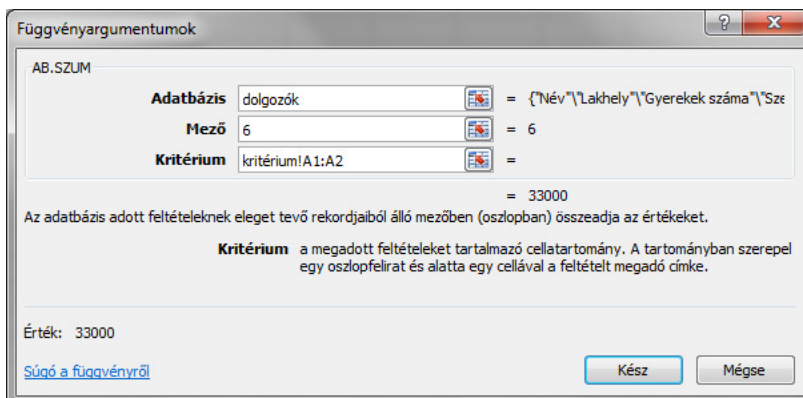 Függvényargumentumok
AB.SZUM
Adatbázis dolgozók = {"Név"\"Lakhely"\"Gyerekek száma"\"Sze
Mező 6 = 6
Kritérium kritérium!A1:A2 =
= 33000
Az adatbázis adott feltételeknek eleget tevő rekordjaiból álló mezőben (oszlopban) összeadja az értékeket.
Kritérium a megadott feltételeket tartalmazó cellatartomány. A tartományban szerepel
egy oszlopfelirat és alatta egy cellával a feltételt megadó címke.
Érték: 33000
Súgó a függvényről Kész Mégse